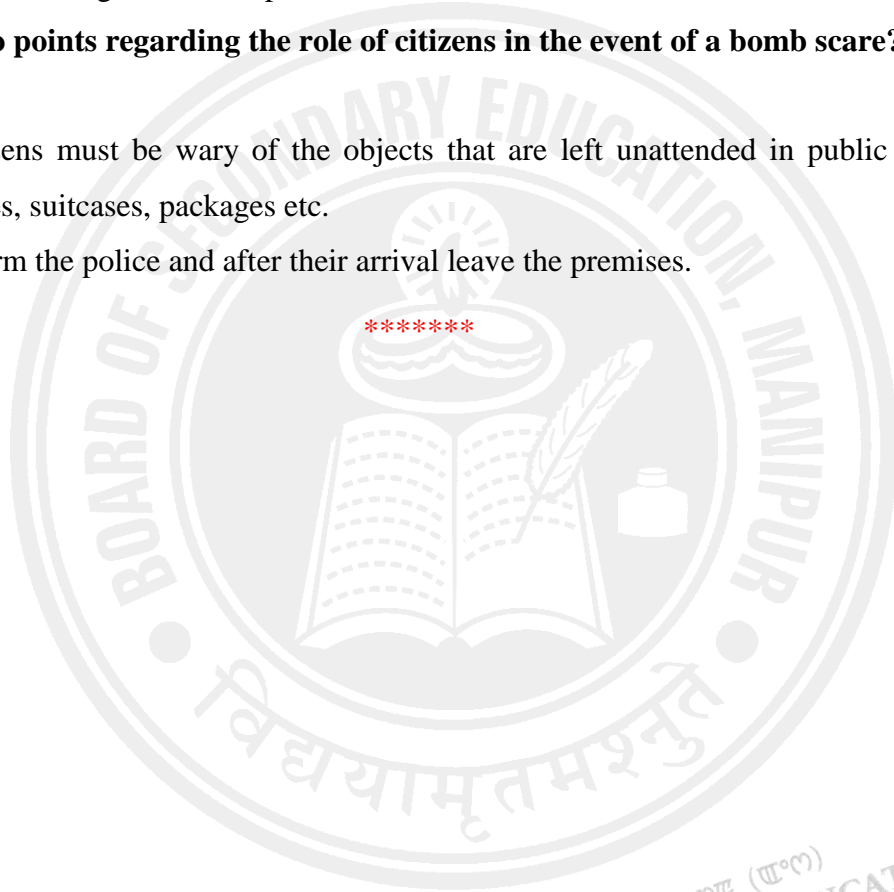 points regarding the role of citizens in the event of a bomb scare?
ens must be wary of the objects that are left unattended in public
s, suitcases, packages etc.
rm the police and after their arrival leave the premises.
*******
BOARD OF SECONDARY EDUCATION, MANIPUR
विद्ययामृतमश्नुते